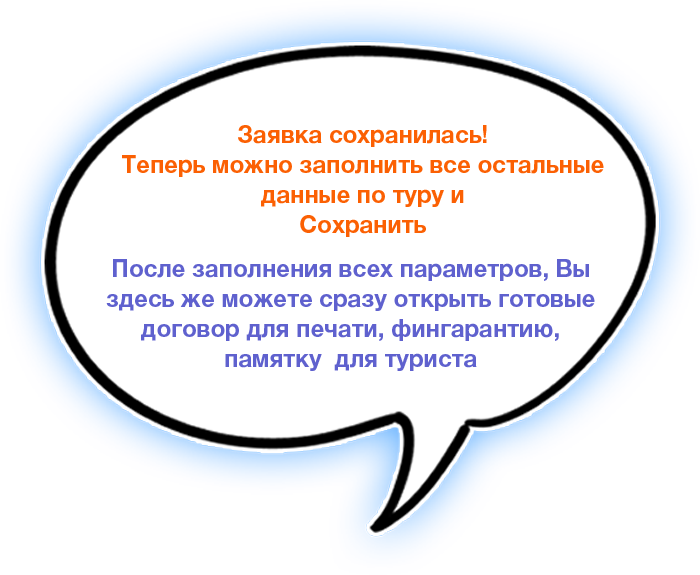 Заявка сохранилась!
Теперь можно заполнить все остальные
данные по туру и
Сохранить
После заполнения всех параметров, Вы
здесь же можете сразу открыть готовые
договор для печати, фингарантию,
памятку для туриста